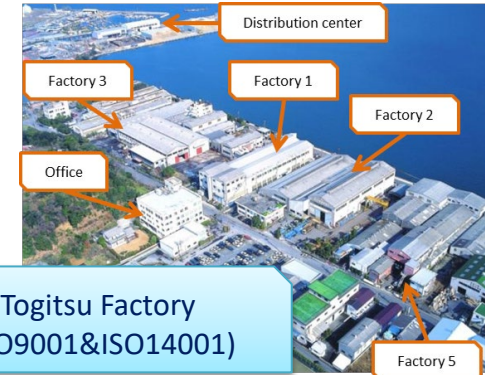 Distribution center
Factory 3
Factory 1
Factory 2
Office
Togitsu Factory
O9001&ISO14001)
Factory 5